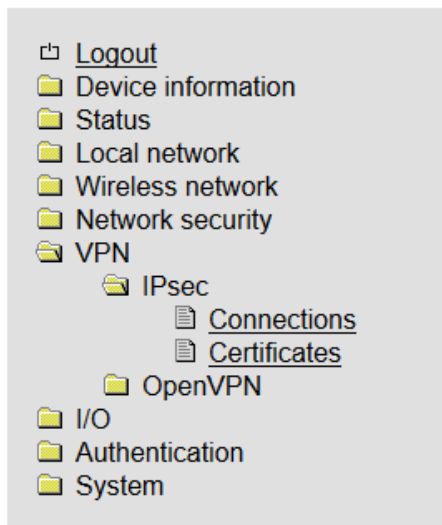 Logout
Device information
Status
Local network
Wireless network
Network security
VPN
IPsec
Connections
Certificates
OpenVPN
I/O
Authentication
System